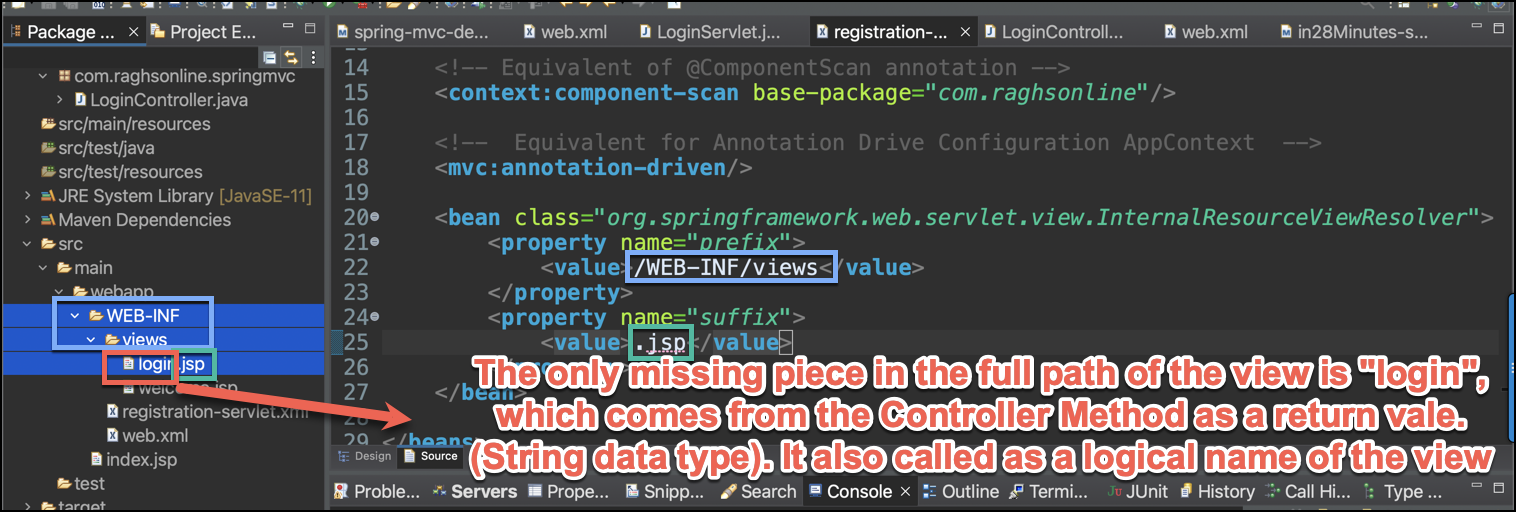 Package ...
Project E...
spring-mvc-de...
web.xml
LoginServlet.j...
registration-...
LoginControll...
web.xml
in28Minutes-s...
com.raghsonline.springmvc
LoginController.java
src/main/resources
src/test/java
src/test/resources
JRE System Library [JavaSE-11]
Maven Dependencies
src
main
webapp
WEB-INF
views
login.jsp
welcome.jsp
registration-servlet.xml
web.xml
index.jsp
test
target
14 <!-- Equivalent of @ComponentScan annotation -->
15 <context:component-scan base-package="com.raghsonline"/>
16
17 <!--  Equivalent for Annotation Drive Configuration AppContext  -->
18 <mvc:annotation-driven/>
19
20 <bean class="org.springframework.web.servlet.view.InternalResourceViewResolver">
21 <property name="prefix">
22 <value>/WEB-INF/views</value>
23 </property>
24 <property name="suffix">
25 <value>.jsp</value>
26
27 </bean>
28
29 </beans
The only missing piece in the full path of the view is "login",
which comes from the Controller Method as a return vale.
(String data type). It also called as a logical name of the view
Design
Source
Proble...
Servers
Prope...
Snipp...
Search
Console
Outline
Termi...
JUnit
History
Call Hi...
Type ...